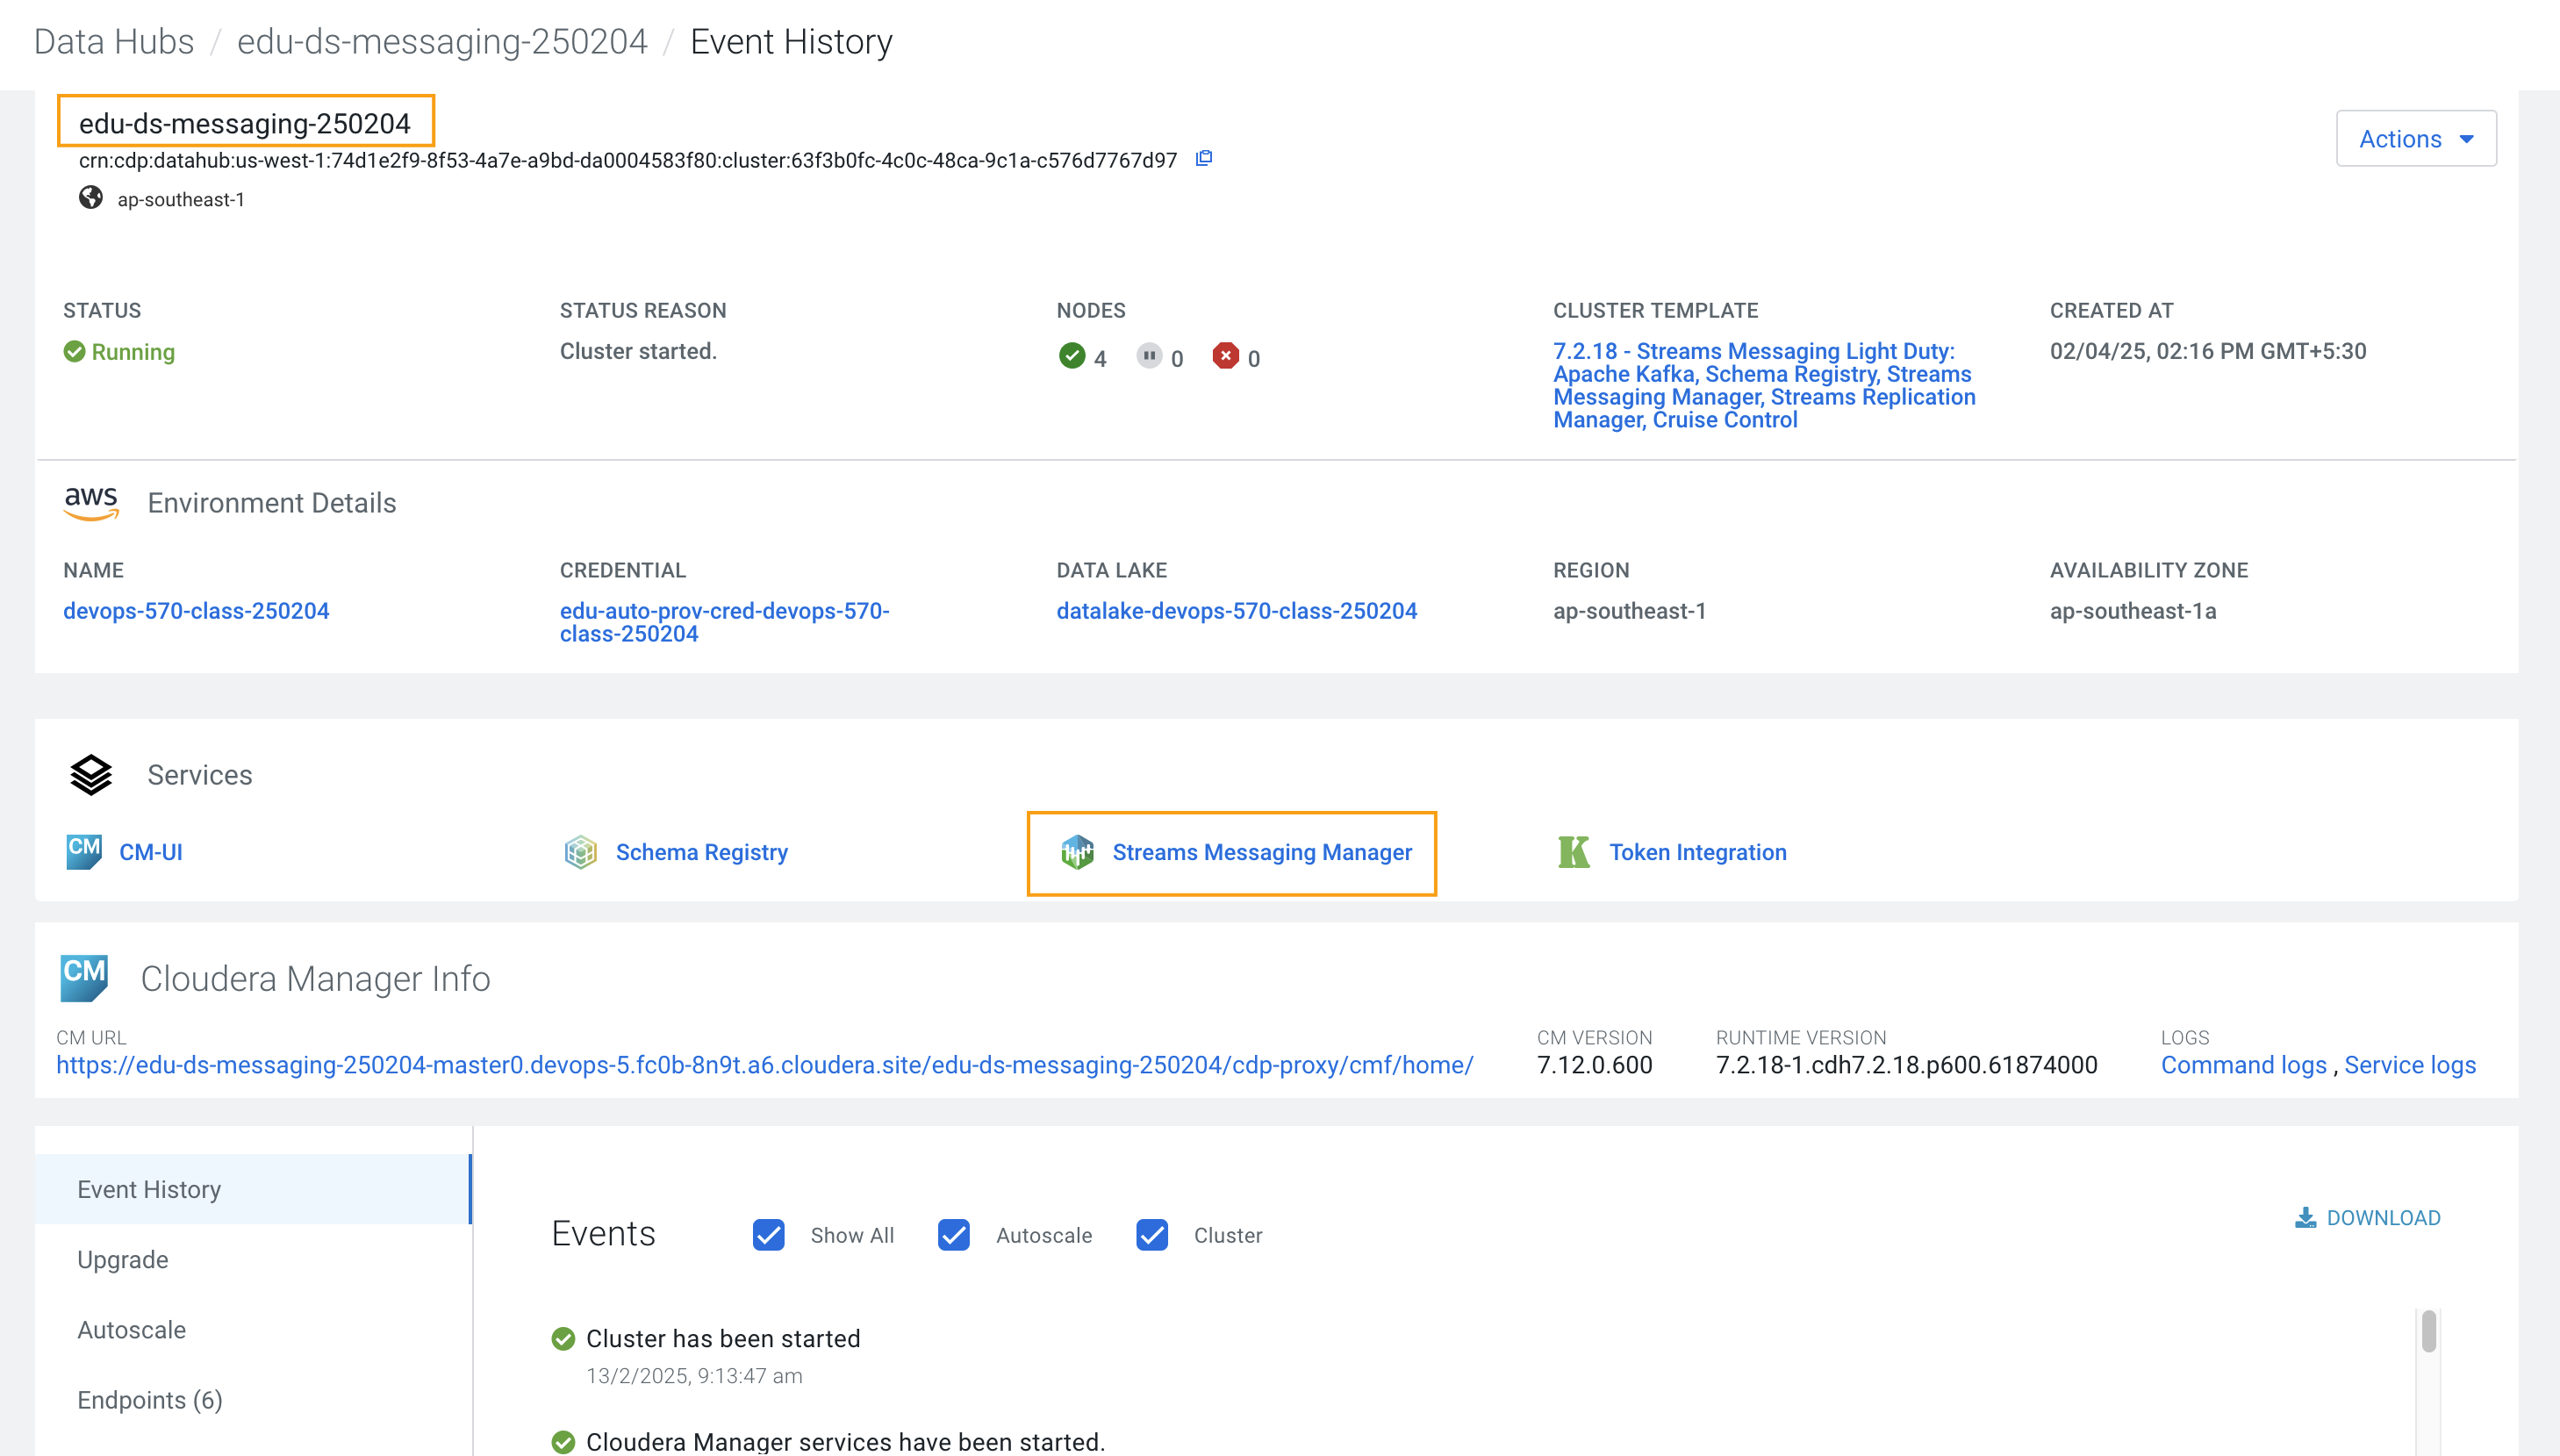 Data Hubs / edu-ds-messaging-250204 / Event History
edu-ds-messaging-250204
Actions
crn:cdp:datahub:us-west-1:74d1e2f9-8f53-4a7e-a9bd-da0004583f80:cluster:63f3b0fc-4c0c-48ca-9c1a-c576d7767d97
ap-southeast-1
STATUS
Running
STATUS REASON
Cluster started.
NODES
4 0 0
CLUSTER TEMPLATE
7.2.18 - Streams Messaging Light Duty:
Apache Kafka, Schema Registry, Streams
Messaging Manager, Streams Replication
Manager, Cruise Control
CREATED AT
02/04/25, 02:16 PM GMT+5:30
aws Environment Details
NAME
devops-570-class-250204
CREDENTIAL
edu-auto-prov-cred-devops-570-
class-250204
DATA LAKE
datalake-devops-570-class-250204
REGION
ap-southeast-1
AVAILABILITY ZONE
ap-southeast-1a
Services
CM CM-UI
Schema Registry
Streams Messaging Manager
K Token Integration
CM Cloudera Manager Info
CM URL
https://edu-ds-messaging-250204-master0.devops-5.fc0b-8n9t.a6.cloudera.site/edu-ds-messaging-250204/cdp-proxy/cmf/home/
CM VERSION
7.12.0.600
RUNTIME VERSION
7.2.18-1.cdh7.2.18.p600.61874000
LOGS
Command logs , Service logs
Event History
Upgrade
Autoscale
Endpoints (6)
Events Show All Autoscale Cluster
DOWNLOAD
Cluster has been started
13/2/2025, 9:13:47 am
Cloudera Manager services have been started.